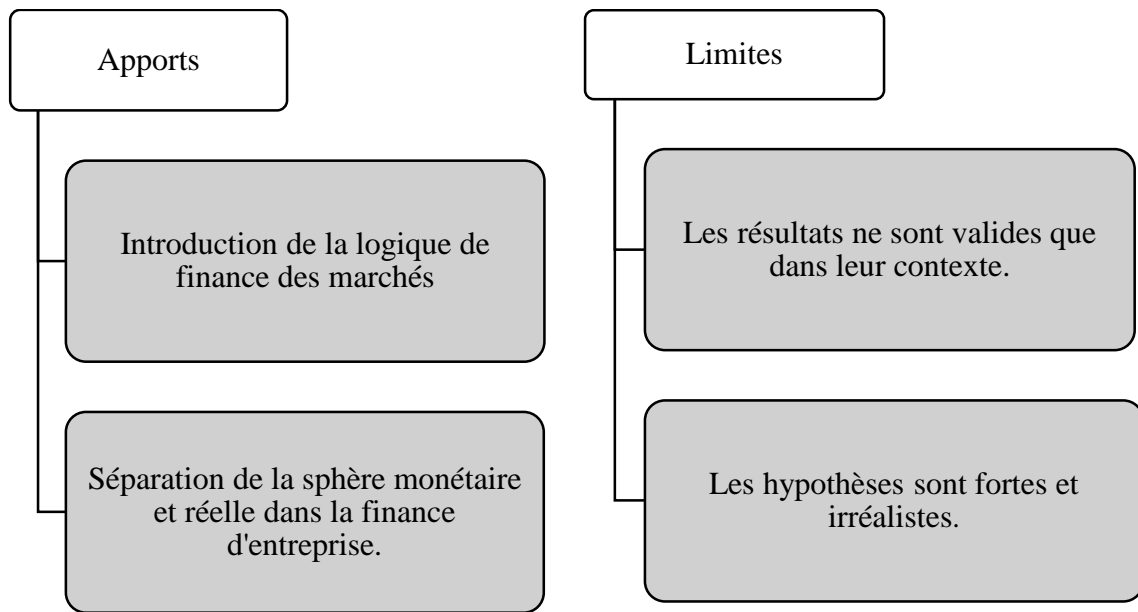 Apports
Introduction de la logique de
finance des marchés
Séparation de la sphère monétaire
et réelle dans la finance
d'entreprise.
Limites
Les résultats ne sont valides que
dans leur contexte.
Les hypothèses sont fortes et
irréalistes.